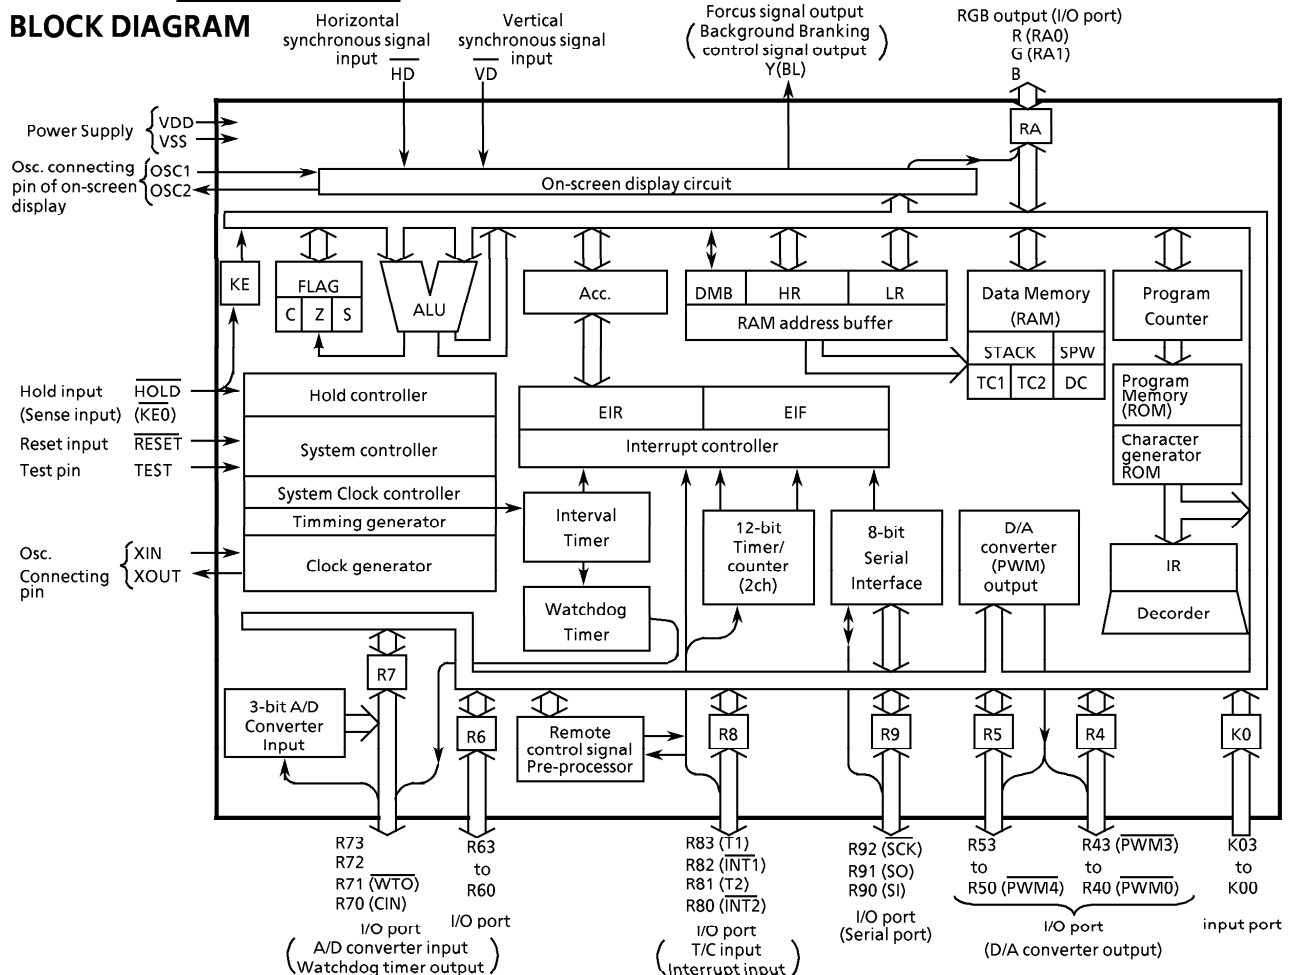 BLOCK DIAGRAM
Horizontal
synchronous signal
input
HD
Vertical
synchronous signal
input
VD
Forcus signal output
(Background Branking
control signal output)
Y(BL)
RGB output (I/O port)
R (RA0)
G (RA1)
B
Power Supply
VDD
VSS
RA
Osc. connecting
pin of on-screen
display
OSC1
OSC2
On-screen display circuit
KE
FLAG
C Z S
ALU
Acc.
DMB HR LR
RAM address buffer
Data Memory
(RAM)
STACK SPW
TC1 TC2 DC
Program
Counter
Hold input HOLD
(Sense input) (KE0)
Reset input RESET
Test pin TEST
Hold controller
System controller
System Clock controller
Timming generator
Clock generator
EIR EIF
Interrupt controller
Program
Memory
(ROM)
Character
generator
ROM
Osc.
Connecting
pin
XIN
XOUT
Interval
Timer
Watchdog
Timer
12-bit
Timer/
counter
(2ch)
8-bit
Serial
Interface
D/A
converter
(PWM)
output
IR
Decorder
R7
3-bit A/D
Converter
Input
R6
Remote
control signal
Pre-processor
R8
R9
R5
R4
K0
R73
R72
R71 (WTO)
R70 (CIN)
I/O port
(A/D converter input
Watchdog timer output)
R63
to
R60
I/O port
R83 (T1)
R82 (INT1)
R81 (T2)
R80 (INT2)
I/O port
(T/C input
Interrupt input)
R92 (SCK)
R91 (SO)
R90 (SI)
I/O port
(Serial port)
R53
to
R50 (PWM4)
R43 (PWM3)
to
R40 (PWM0)
I/O port
(D/A converter output)
K03
to
K00
input port